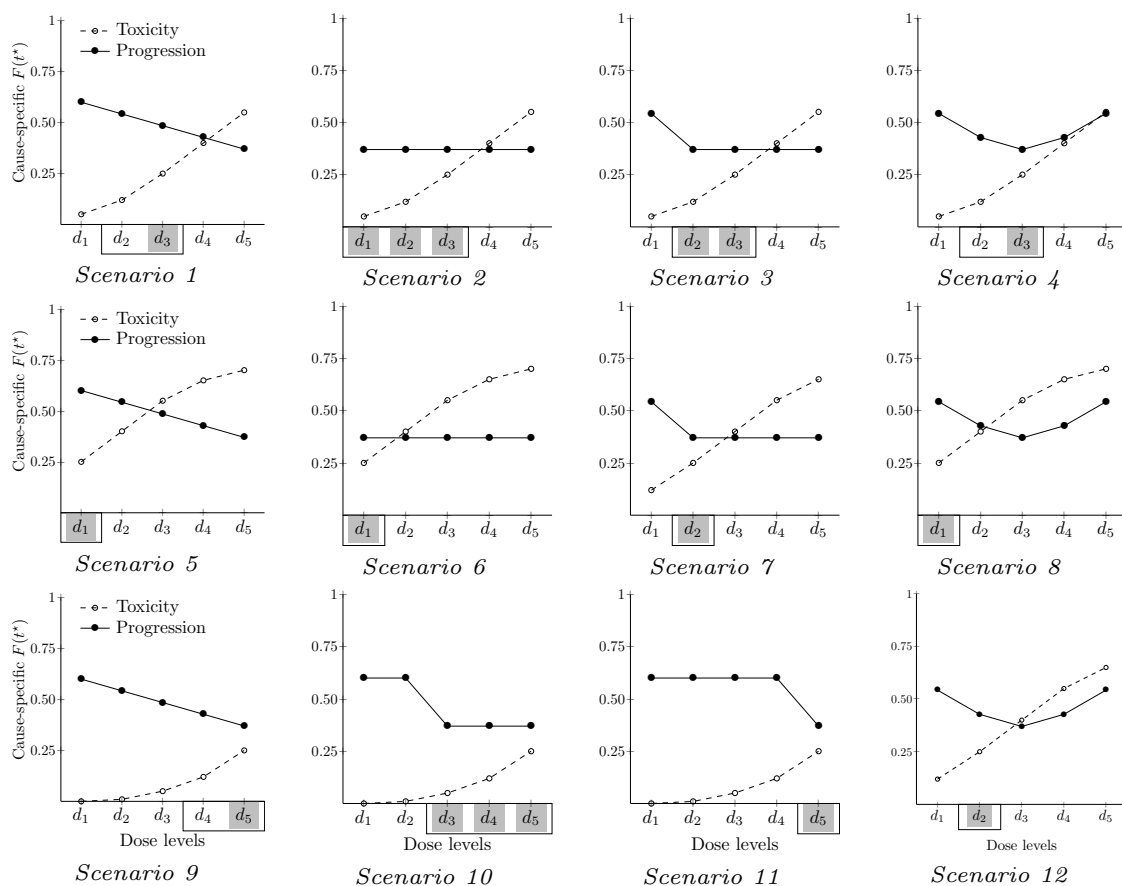 Cause-specific F(t*)
1
0.75
0.50
0.25
Toxicity
Progression
d1 d2 d3 d4 d5
Scenario 1
1
0.75
0.50
0.25
d1 d2 d3 d4 d5
Scenario 2
1
0.75
0.50
0.25
d1 d2 d3 d4 d5
Scenario 3
1
0.75
0.50
0.25
d1 d2 d3 d4 d5
Scenario 4
Cause-specific F(t*)
1
0.75
0.50
0.25
Toxicity
Progression
d1 d2 d3 d4 d5
Scenario 5
1
0.75
0.50
0.25
d1 d2 d3 d4 d5
Scenario 6
1
0.75
0.50
0.25
d1 d2 d3 d4 d5
Scenario 7
1
0.75
0.50
0.25
d1 d2 d3 d4 d5
Scenario 8
Cause-specific F(t*)
1
0.75
0.50
0.25
Toxicity
Progression
d1 d2 d3 d4 d5
Dose levels
Scenario 9
1
0.75
0.50
0.25
d1 d2 d3 d4 d5
Dose levels
Scenario 10
1
0.75
0.50
0.25
d1 d2 d3 d4 d5
Dose levels
Scenario 11
1
0.75
0.50
0.25
d1 d2 d3 d4 d5
Dose levels
Scenario 12